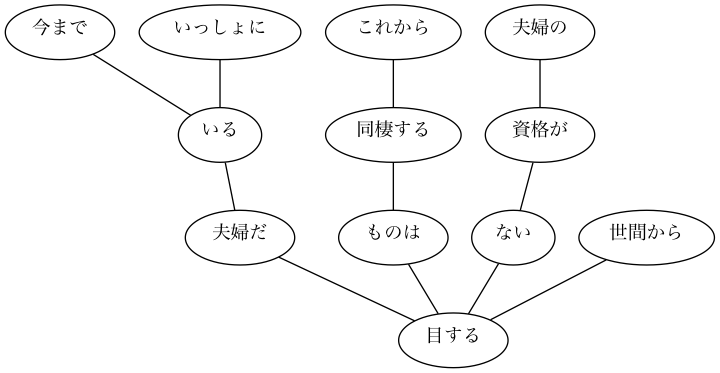 今まで いっしょに これから 夫婦の
いる 同棲する 資格が
夫婦だ ものは ない 世間から
目する